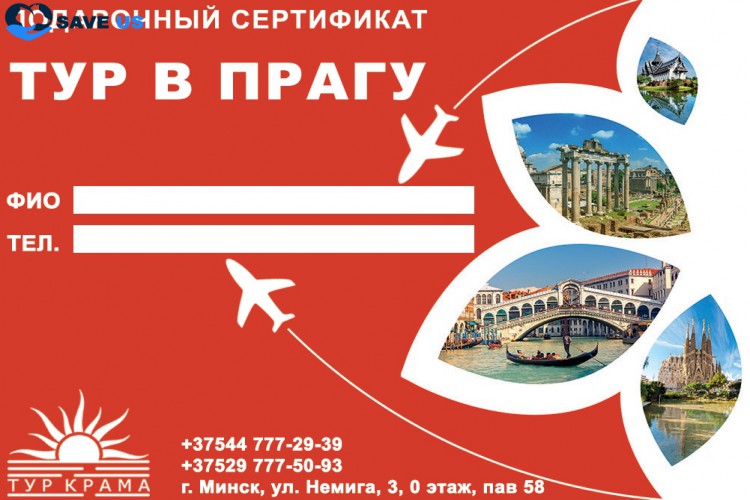 ПОДАРОЧНЫЙ СЕРТИФИКАТ
SAVE US
ТУР В ПРАГУ
ФИО
ТЕЛ.
ТУР КРАМА
+37544 777-29-39
+37529 777-50-93
г. Минск, ул. Немига, 3, 0 этаж, пав 58